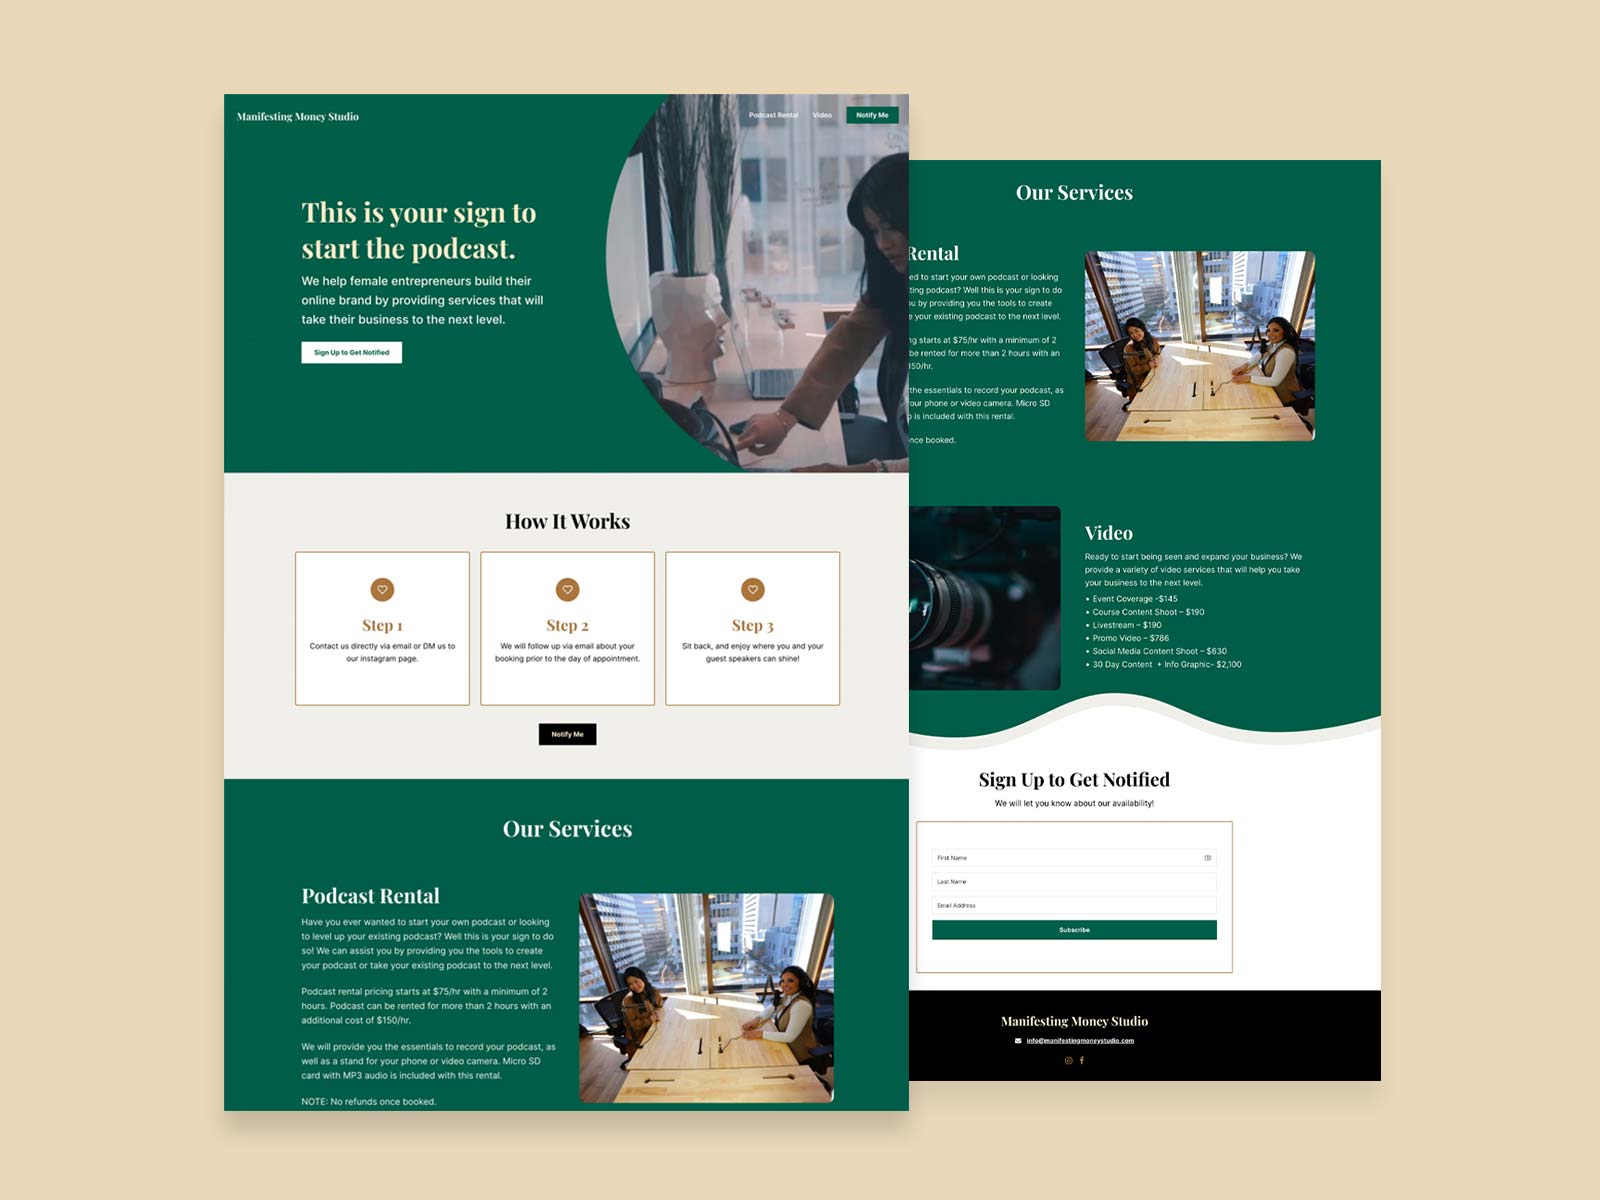 Manifesting Money Studio
Podcast Rental
Video
Notify Me
This is your sign to
start the podcast.
We help female entrepreneurs build their
online brand by providing services that will
take their business to the next level.
Sign Up to Get Notified
How It Works
Step 1
Contact us directly via email or DM us to
our instagram page.
Step 2
We will follow up via email about your
booking prior to the day of appointment.
Step 3
Sit back, and enjoy where you and your
guest speakers can shine!
Notify Me
Our Services
Podcast Rental
Have you ever wanted to start your own podcast or looking
to level up your existing podcast? Well this is your sign to do
so! We can assist you by providing you the tools to create
your podcast or take your existing podcast to the next level.
Podcast rental pricing starts at $75/hr with a minimum of 2
hours. Podcast can be rented for more than 2 hours with an
additional cost of $150/hr.
We will provide you the essentials to record your podcast, as
well as a stand for your phone or video camera. Micro SD
card with MP3 audio is included with this rental.
NOTE: No refunds once booked.
Our Services
Rental
ed to start your own podcast or looking
ting podcast? Well this is your sign to do
u by providing you the tools to create
e your existing podcast to the next level.
ng starts at $75/hr with a minimum of 2
be rented for more than 2 hours with an
150/hr.
the essentials to record your podcast, as
our phone or video camera. Micro SD
o is included with this rental.
nce booked.
Video
Ready to start being seen and expand your business? We
provide a variety of video services that will help you take
your business to the next level.
• Event Coverage -$145
• Course Content Shoot – $190
• Livestream – $190
• Promo Video – $786
• Social Media Content Shoot – $630
• 30 Day Content + Info Graphic- $2,100
Sign Up to Get Notified
We will let you know about our availability!
First Name
Last Name
Email Address
Subscribe
Manifesting Money Studio
info@manifestingmoneystudio.com